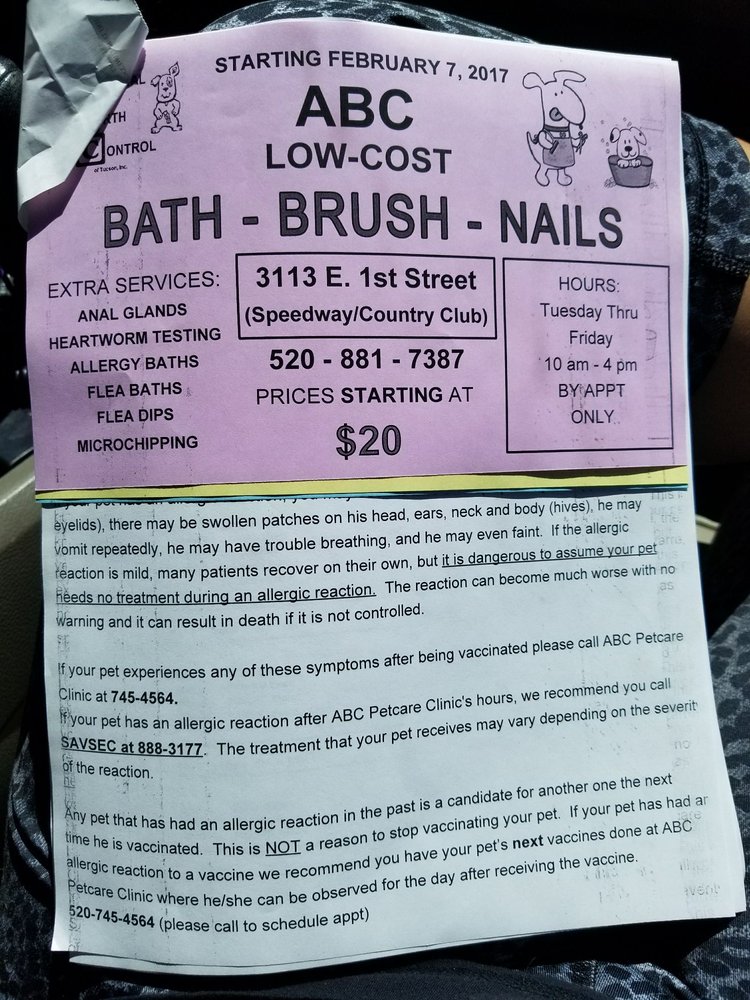 STARTING FEBRUARY 7, 2017
ABC
LOW-COST
BATH - BRUSH - NAILS
CONTROL
of Tucson, Inc.
EXTRA SERVICES:
ANAL GLANDS
HEARTWORM TESTING
ALLERGY BATHS
FLEA BATHS
FLEA DIPS
MICROCHIPPING
3113 E. 1st Street
(Speedway/Country Club)
520 - 881 - 7387
PRICES STARTING AT
$20
HOURS:
Tuesday Thru
Friday
10 am - 4 pm
BY APPT
ONLY
eyelids), there may be swollen patches on his head, ears, neck and body (hives), he may
vomit repeatedly, he may have trouble breathing, and he may even faint. If the allergic
reaction is mild, many patients recover on their own, but it is dangerous to assume your pet
needs no treatment during an allergic reaction. The reaction can become much worse with no
warning and it can result in death if it is not controlled.
If your pet experiences any of these symptoms after being vaccinated please call ABC Petcare
Clinic at 745-4564.
If your pet has an allergic reaction after ABC Petcare Clinic's hours, we recommend you call
SAVSEC at 888-3177. The treatment that your pet receives may vary depending on the severit
of the reaction.
Any pet that has had an allergic reaction in the past is a candidate for another one the next
time he is vaccinated. This is NOT a reason to stop vaccinating your pet. If your pet has had ar
allergic reaction to a vaccine we recommend you have your pet's next vaccines done at ABC
Petcare Clinic where he/she can be observed for the day after receiving the vaccine.
520-745-4564 (please call to schedule appt)